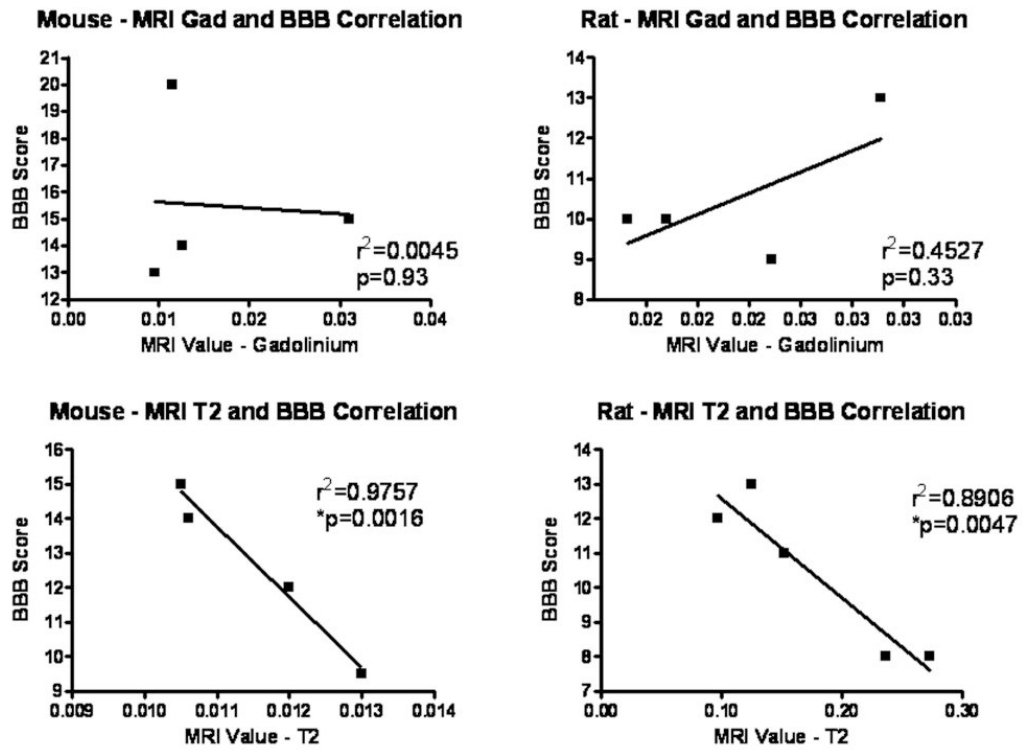 Mouse - MRI Gad and BBB Correlation
21
20
19
18
17
16
15
14
13
12
BBB Score
0.00 0.01 0.02 0.03 0.04
MRI Value - Gadolinium
r²=0.0045
p=0.93
Rat - MRI Gad and BBB Correlation
14
13
12
11
10
9
8
BBB Score
0.02 0.02 0.02 0.03 0.03 0.03 0.03
MRI Value - Gadolinium
r²=0.4527
p=0.33
Mouse - MRI T2 and BBB Correlation
16
15
14
13
12
11
10
9
BBB Score
0.009 0.010 0.011 0.012 0.013 0.014
MRI Value - T2
r²=0.9757
*p=0.0016
Rat - MRI T2 and BBB Correlation
14
13
12
11
10
9
8
7
BBB Score
0.00 0.10 0.20 0.30
MRI Value - T2
r²=0.8906
*p=0.0047